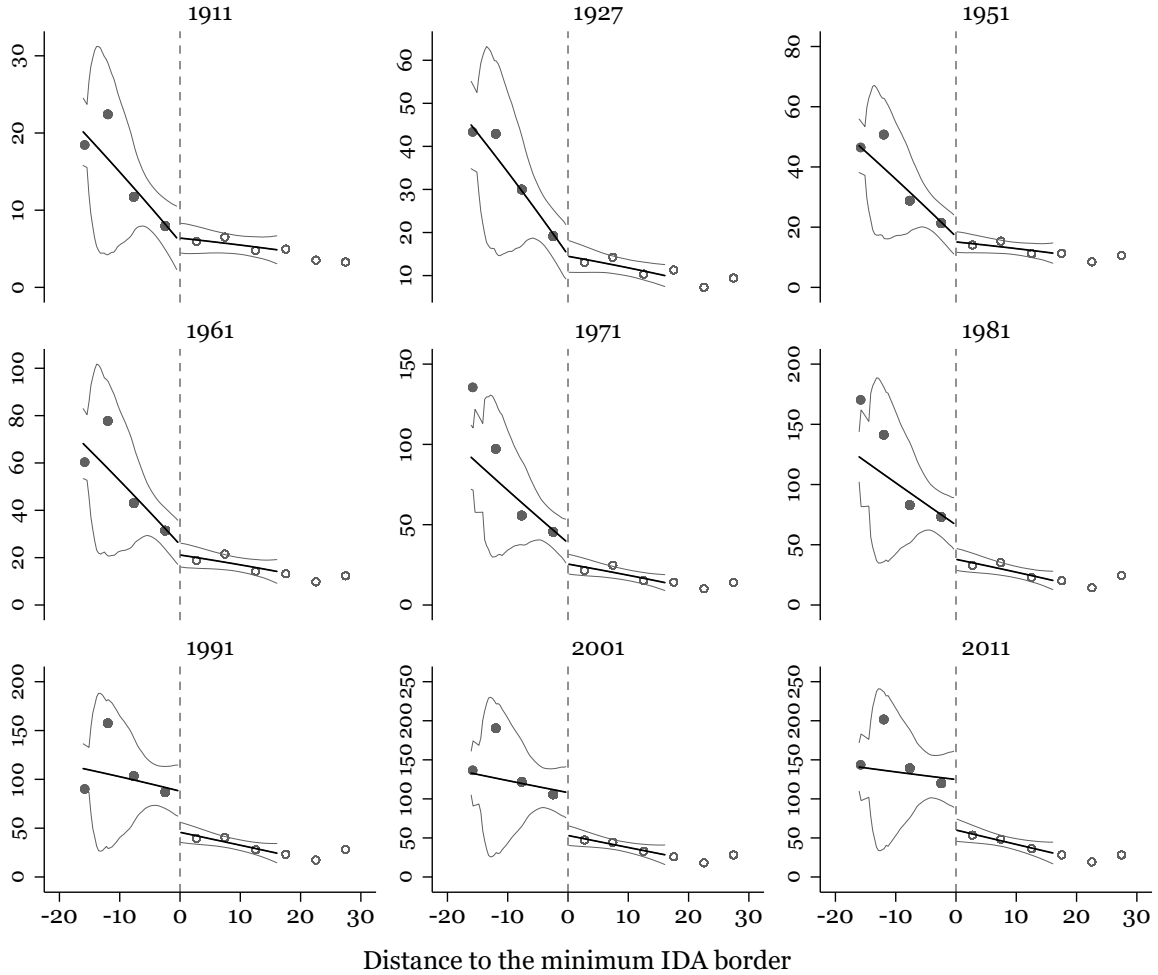 1911 1927 1951
0 10 20 30
10 20 30 40 50 60
0 20 40 60 80
1961 1971 1981
0 20 40 60 80 100
0 50 100 150
0 50 100 150 200
1991 2001 2011
0 50 100 150 200
0 50 100 150 200 250
0 50 100 150 200 250
-20 -10 0 10 20 30 -20 -10 0 10 20 30 -20 -10 0 10 20 30
Distance to the minimum IDA border